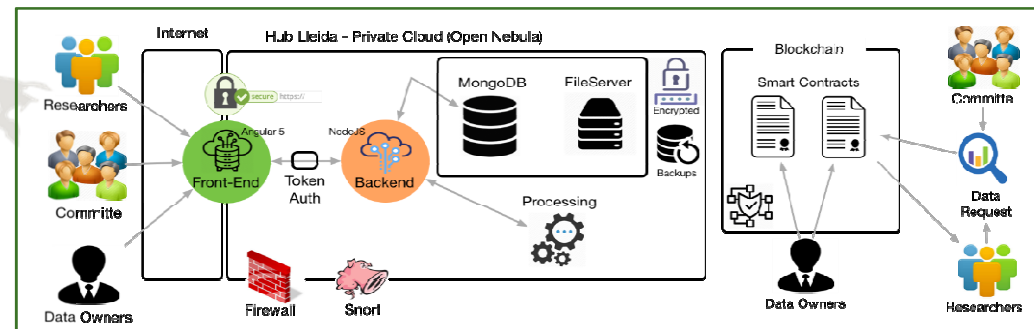 Internet
Hub Lleida - Private Cloud (Open Nebula)
Blockchain
MongoDB
FileServer
Smart Contracts
Researchers
secure https://
Encrypted
Committe
Angular 5
NodeJS
Front-End
Token
Auth
Backend
Backups
Committe
Processing
Data
Request
Data Owners
Firewall
Snort
Data Owners
Researchers